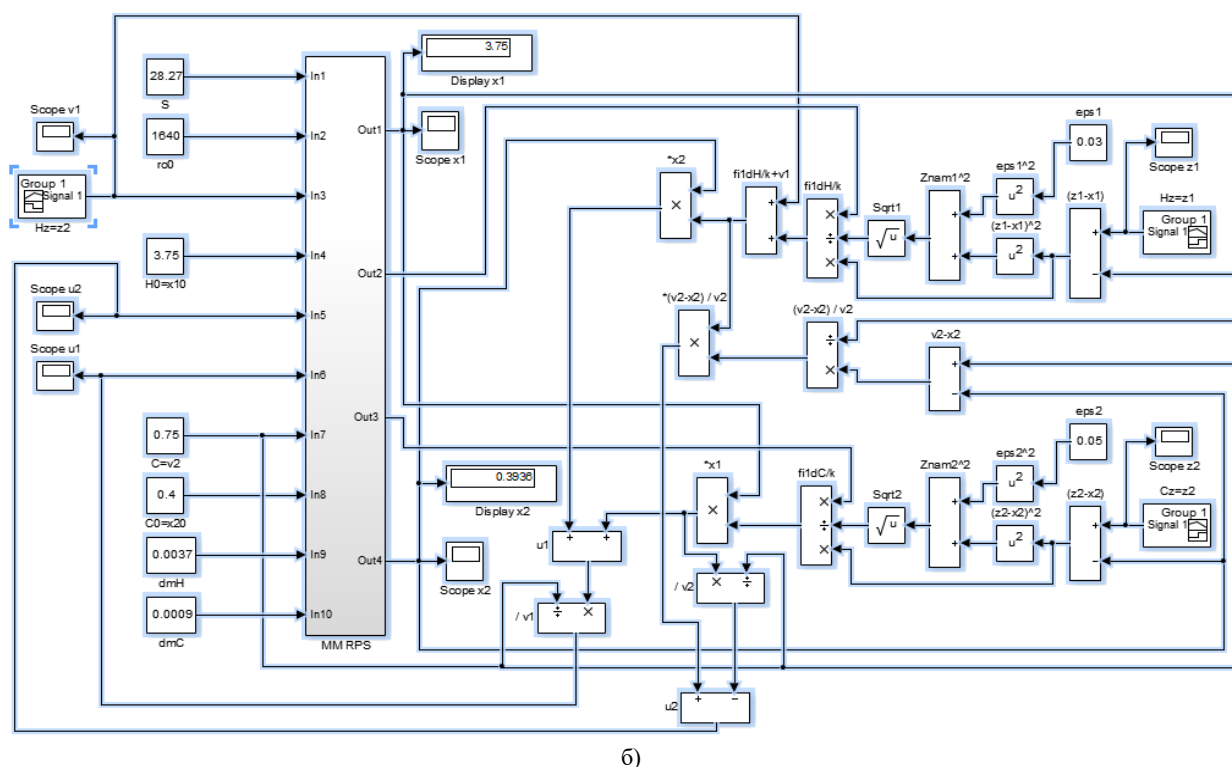 28.27
S
1640
ro0
Scope v1
Group 1
Signal 1
Hz=z2
3.75
H0=x10
Scope u2
Scope u1
0.75
C=v2
0.4
C0=x20
0.0037
dmH
0.0009
dmC
In1
In2
In3
In4
In5
In6
In7
In8
In9
In10
Out1
Out2
Out3
Out4
MM RPS
3.75
Display x1
Scope x1
0.3936
Display x2
Scope x2
*x2
×
fi1dH/k+v1
+
+
fi1dH/k
×
÷
×
Sqrt1
√u
Znam1^2
+
+
eps1^2
u²
(z1-x1)^2
u²
eps1
0.03
(z1-x1)
+
−
Scope z1
Group 1
Signal 1
Hz=z1
*(v2-x2) / v2
×
(v2-x2) / v2
÷
×
v2-x2
+
−
*x1
×
fi1dC/k
×
÷
×
Sqrt2
√u
Znam2^2
+
+
eps2^2
u²
(z2-x2)^2
u²
eps2
0.05
(z2-x2)
+
−
Scope z2
Group 1
Signal 1
Cz=z2
u1
+ +
/ v2
× ÷
/ v1
÷ ×
u2
+ −
б)